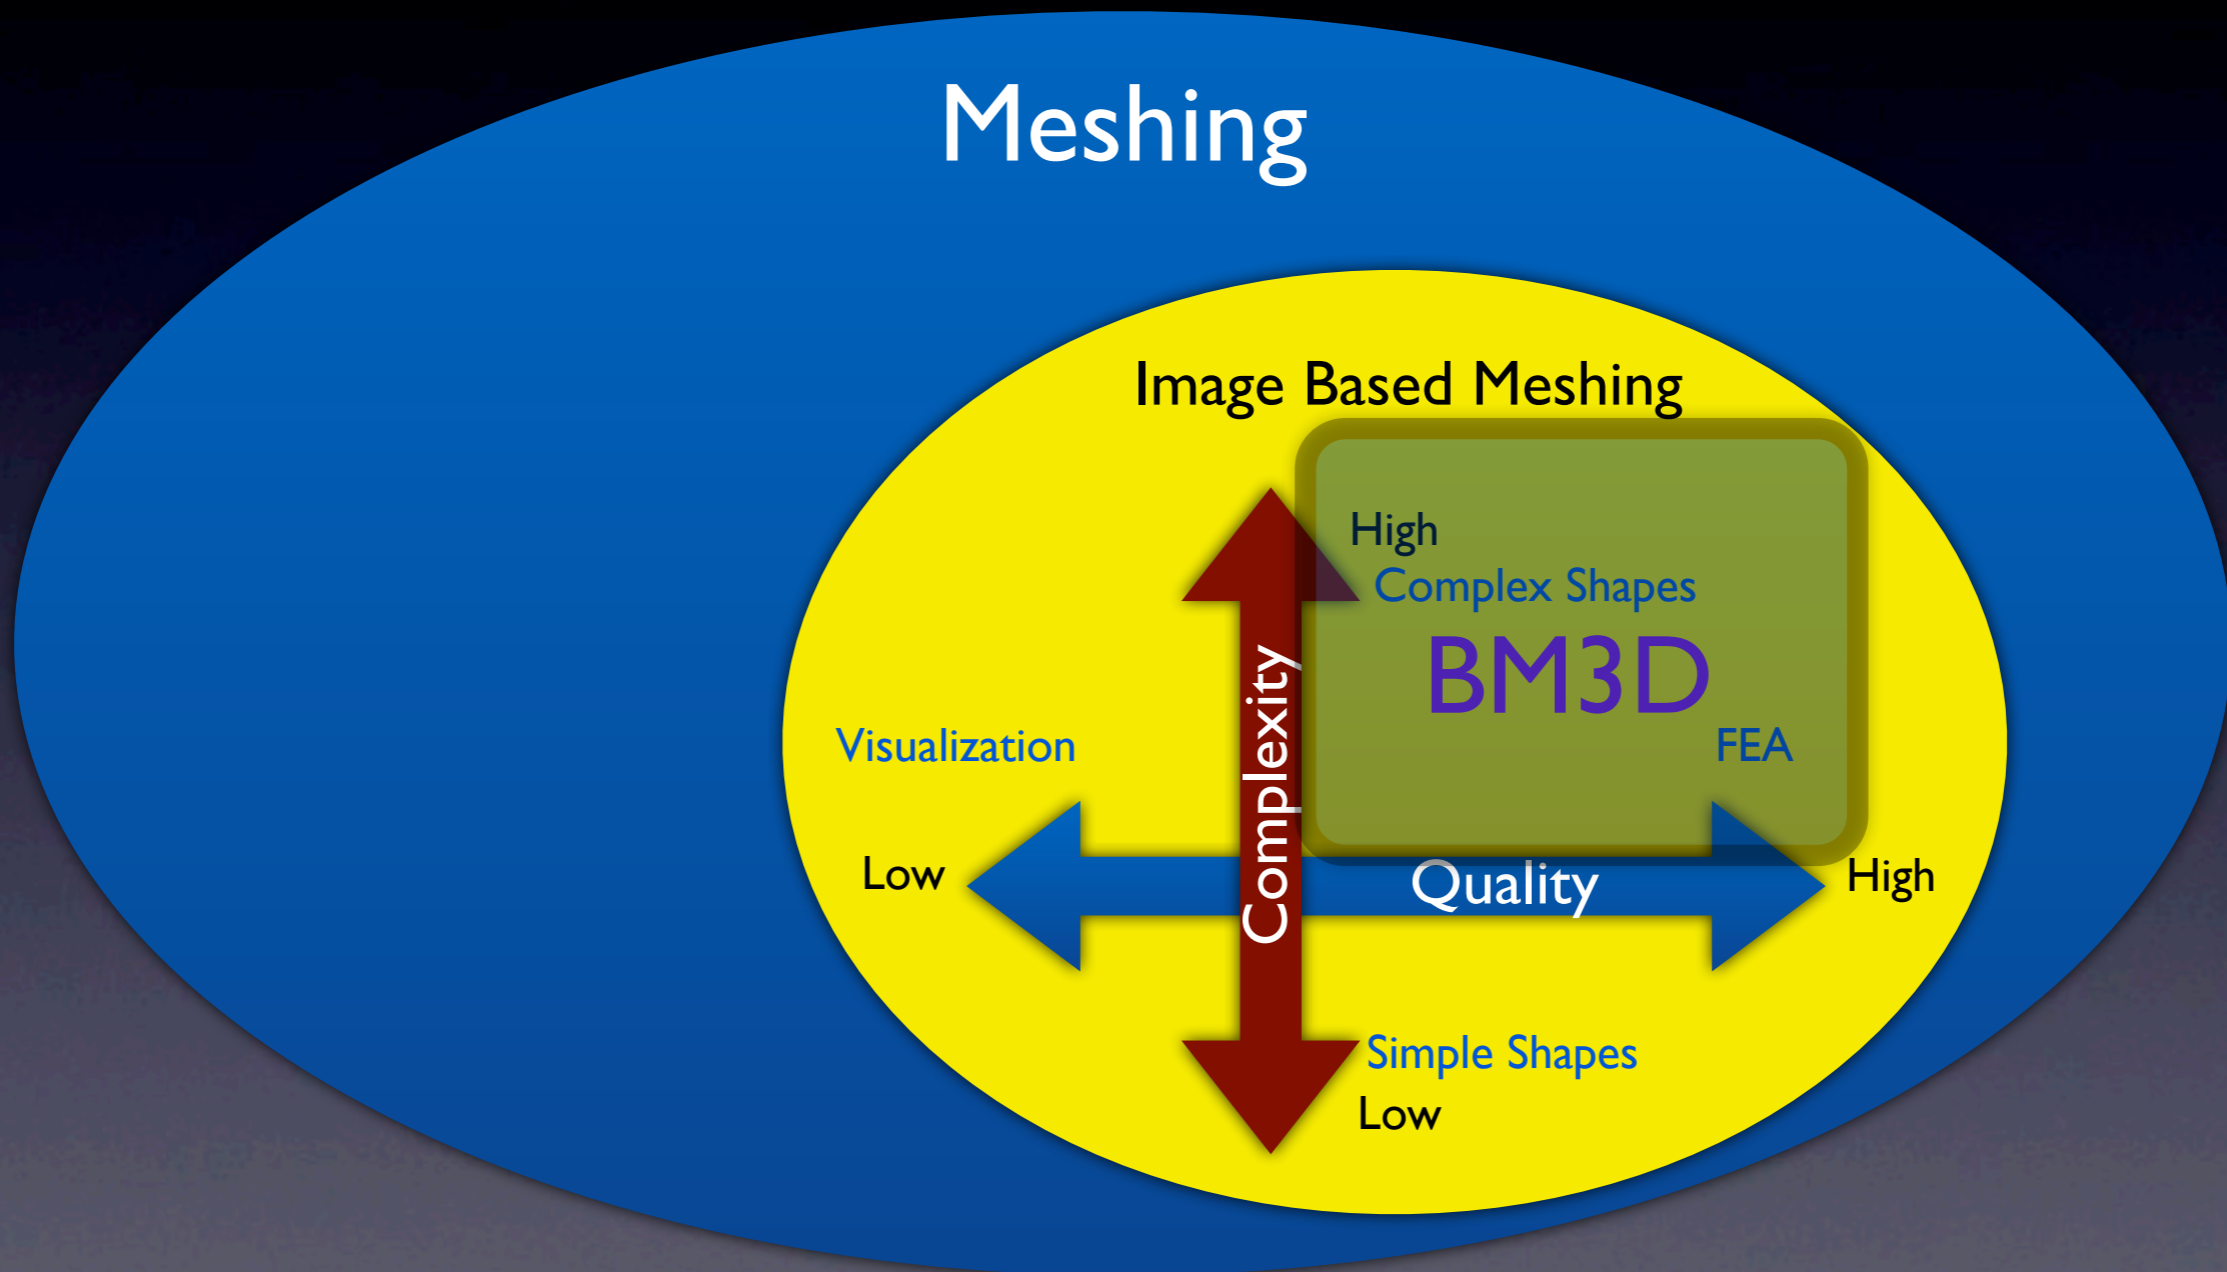 Meshing
Image Based Meshing
High
Complex Shapes
BM3D
Visualization
FEA
Complexity
Low
Quality
High
Simple Shapes
Low